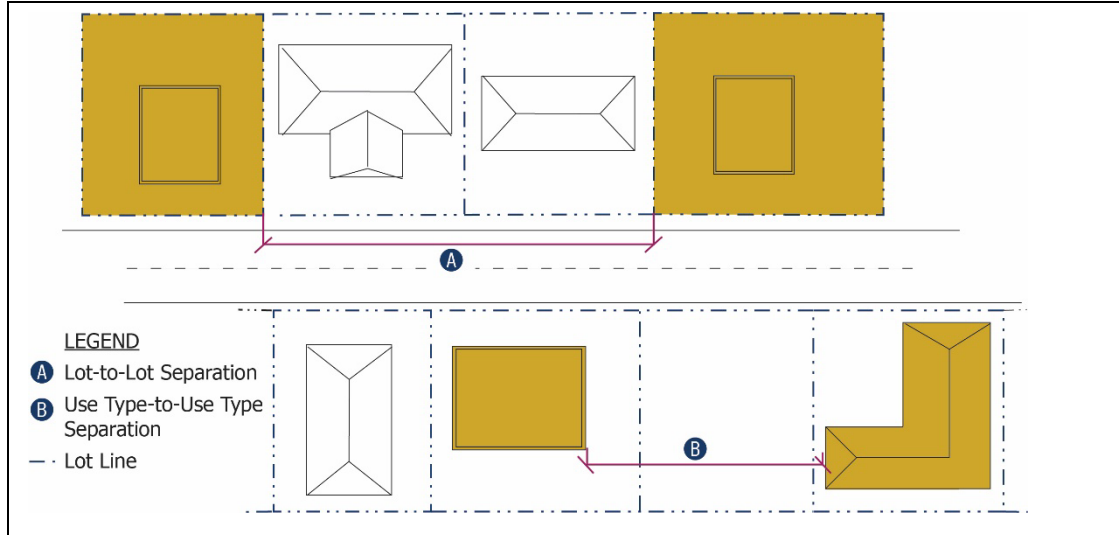 A
LEGEND
A Lot-to-Lot Separation
B Use Type-to-Use Type
Separation
Lot Line
B